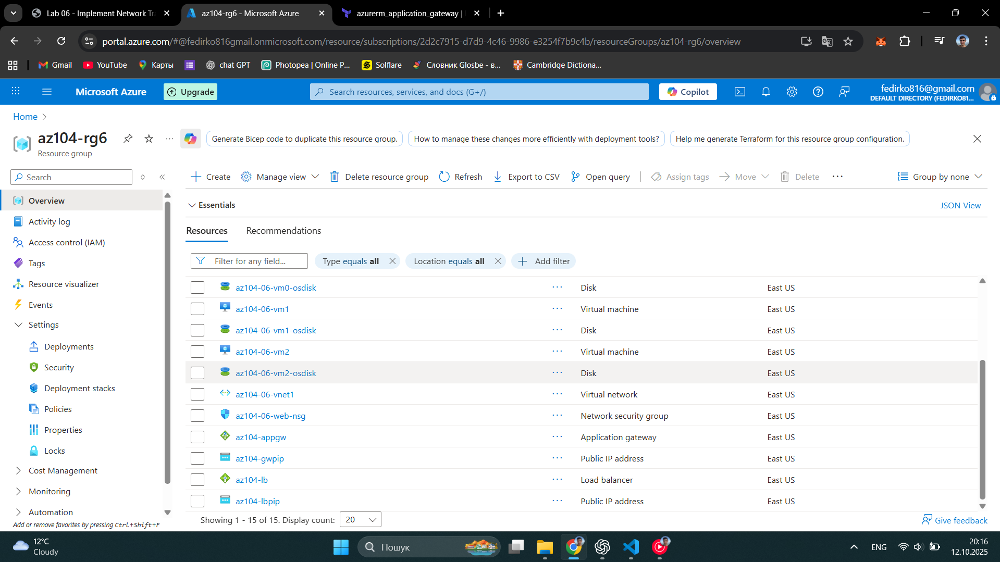 Lab 06 - Implement Network Tra
az104-rg6 - Microsoft Azure
azurerm_application_gateway |
portal.azure.com/#@fedirko816gmail.onmicrosoft.com/resource/subscriptions/2d2c7915-d7d9-4c46-9986-e3254f7b9c4b/resourceGroups/az104-rg6/overview
Gmail
YouTube
Карты
chat GPT
Photopea | Online P...
Solflare
Словник Glosbe - в...
Cambridge Dictiona...
Microsoft Azure
Upgrade
Search resources, services, and docs (G+/)
Copilot
fedirko816@gmail.com
DEFAULT DIRECTORY (FEDIRKO81...
Home
az104-rg6
Resource group
Generate Bicep code to duplicate this resource group.
How to manage these changes more efficiently with deployment tools?
Help me generate Terraform for this resource group configuration.
Search
Create
Manage view
Delete resource group
Refresh
Export to CSV
Open query
Assign tags
Move
Delete
Group by none
Overview
Activity log
Access control (IAM)
Tags
Resource visualizer
Events
Settings
Deployments
Security
Deployment stacks
Policies
Properties
Locks
Cost Management
Monitoring
Automation
Add or remove favorites by pressing Ctrl+Shift+F
Essentials
JSON View
Resources
Recommendations
Filter for any field...
Type equals all
Location equals all
Add filter
az104-06-vm0-osdisk Disk East US
az104-06-vm1 Virtual machine East US
az104-06-vm1-osdisk Disk East US
az104-06-vm2 Virtual machine East US
az104-06-vm2-osdisk Disk East US
az104-06-vnet1 Virtual network East US
az104-06-web-nsg Network security group East US
az104-appgw Application gateway East US
az104-gwpip Public IP address East US
az104-lb Load balancer East US
az104-lbpip Public IP address East US
Showing 1 - 15 of 15. Display count: 20
Give feedback
12°C
Cloudy
Пошук
ENG
20:16
12.10.2025